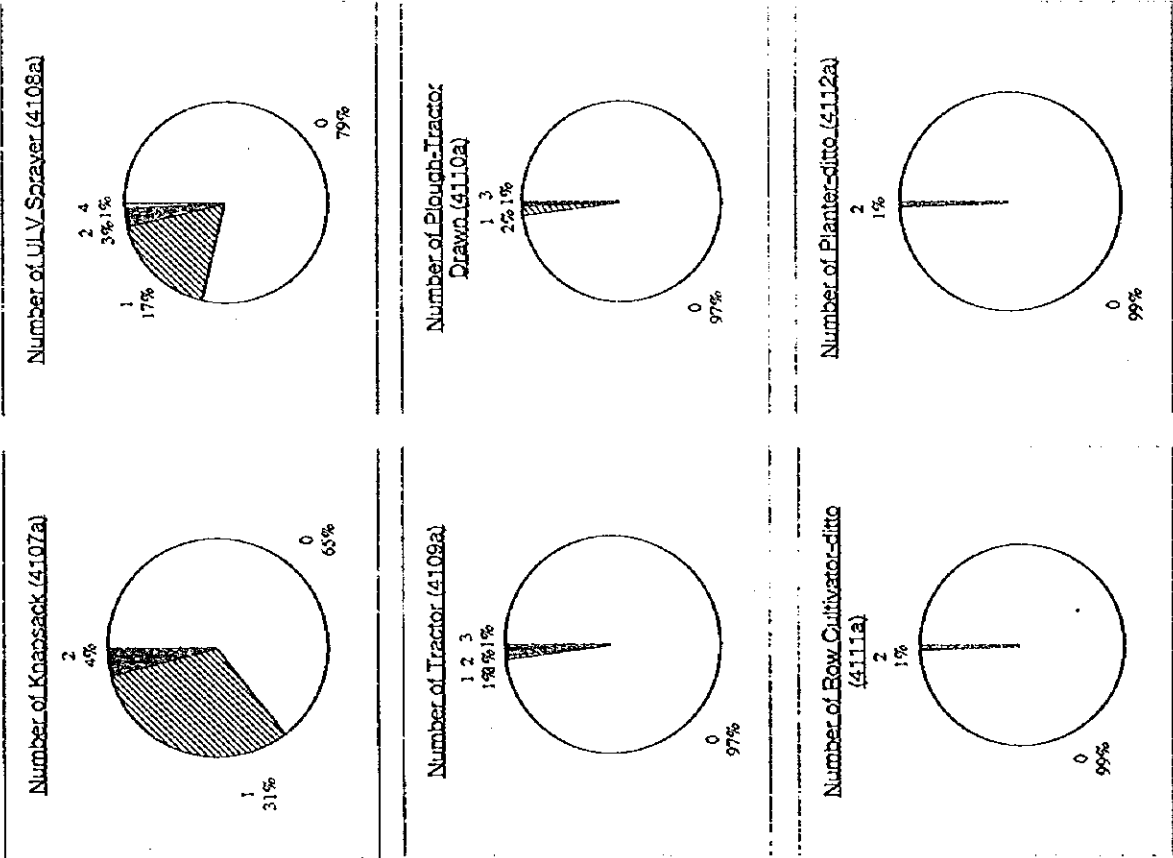 Number of Knapsack (4107a)
2
4%
1
31%
0
65%
Number of ULV Sprayer (4108a)
2 4
3% 1%
1
17%
0
79%
Number of Tractor (4109a)
1 2 3
1% 1% 1%
0
97%
Number of Plough-Tractor
Drawn (4110a)
1 3
2% 1%
0
97%
Number of Row Cultivator-ditto
(4111a)
2
1%
0
99%
Number of Planter-ditto (4112a)
2
1%
0
99%